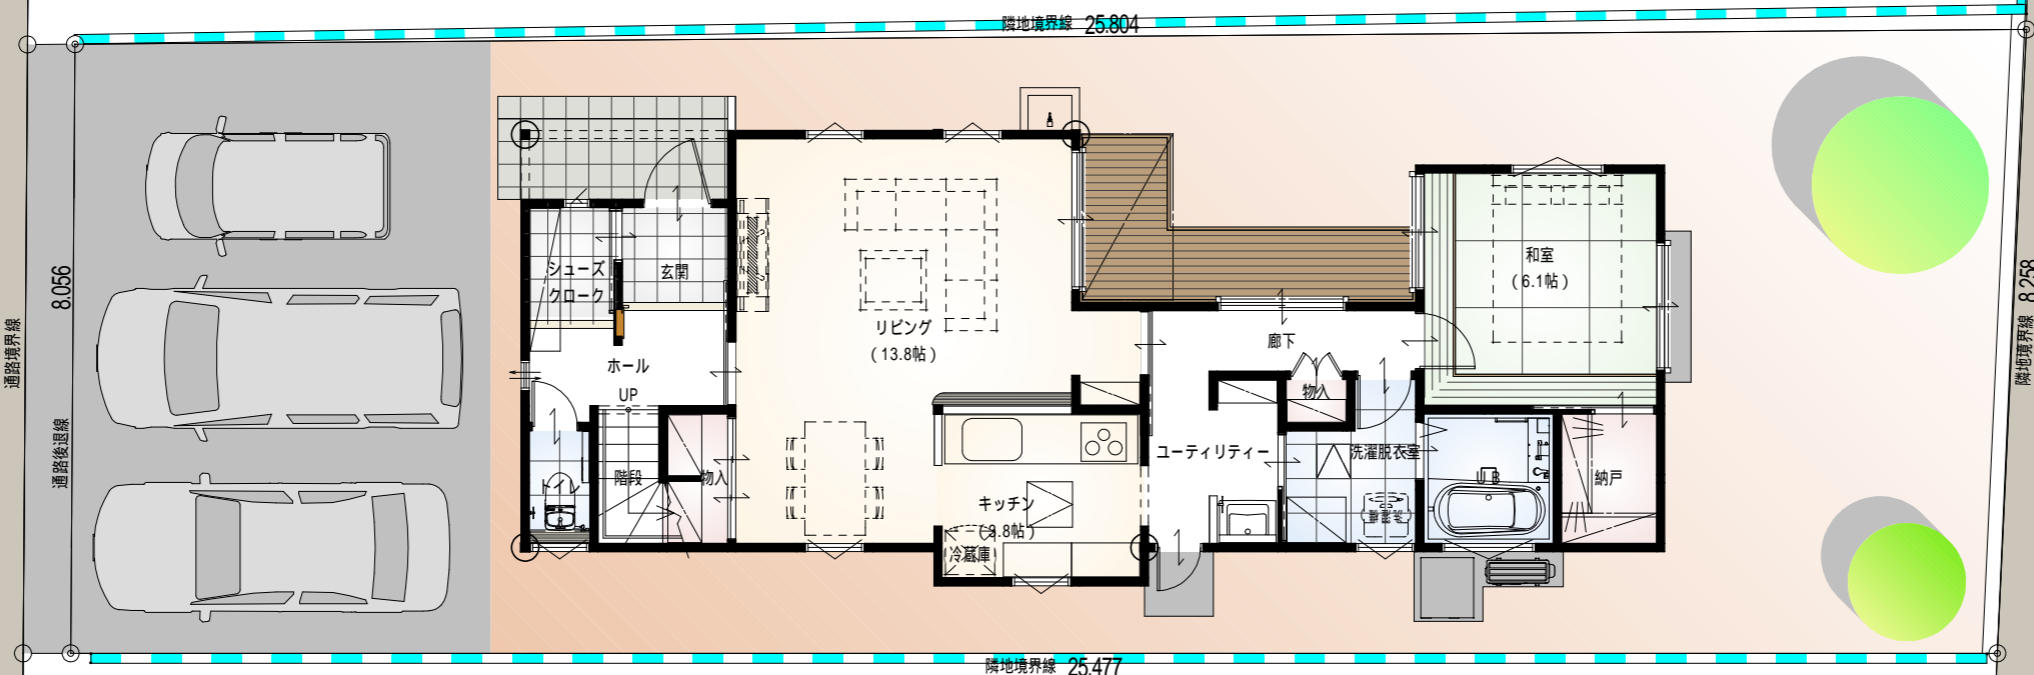 隣地境界線 25.804
通路境界線
8.056
通路後退線
シューズ
クローク
玄関
ホール
UP
トイレ
階段
物入
リビング
(13.8帖)
キッチン
(3.8帖)
冷蔵庫
ユーティリティー
廊下
物入
洗濯脱衣室
UB
和室
(6.1帖)
納戸
隣地境界線 8.258
隣地境界線 25.477